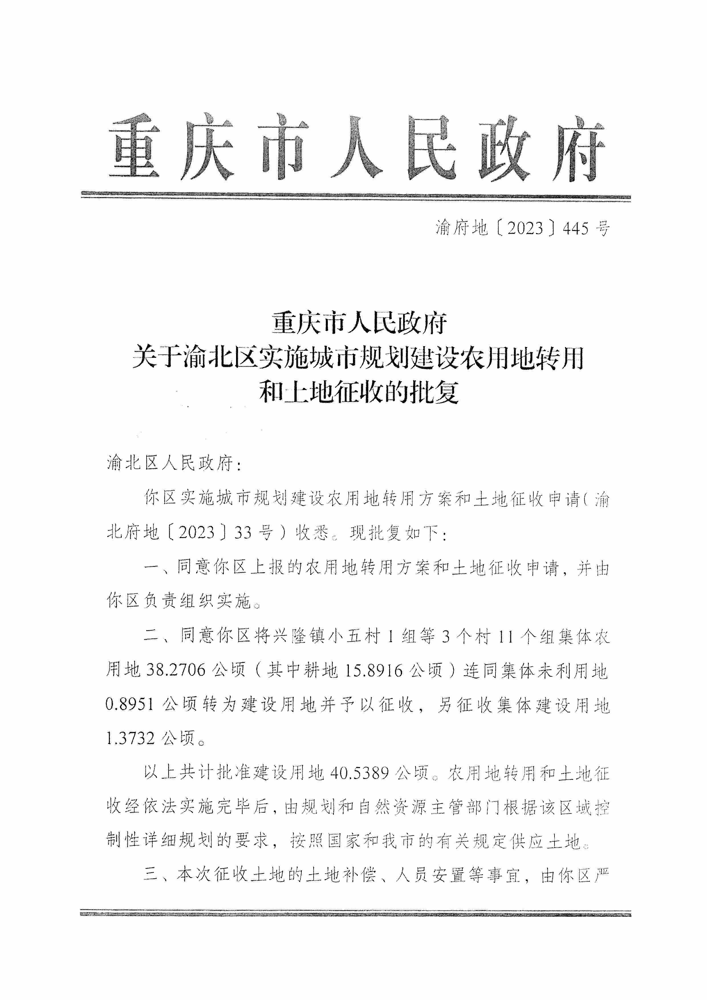 重庆市人民政府
渝府地〔2023〕445号
重庆市人民政府
关于渝北区实施城市规划建设农用地转用
和土地征收的批复
渝北区人民政府：
你区实施城市规划建设农用地转用方案和土地征收申请（渝
北府地〔2023〕33号）收悉。现批复如下：
一、同意你区上报的农用地转用方案和土地征收申请，并由
你区负责组织实施。
二、同意你区将兴隆镇小五村1组等3个村11个组集体农
用地38.2706公顷（其中耕地15.8916公顷）连同集体未利用地
0.8951公顷转为建设用地并予以征收，另征收集体建设用地
1.3732公顷。
以上共计批准建设用地40.5389公顷。农用地转用和土地征
收经依法实施完毕后，由规划和自然资源主管部门根据该区域控
制性详细规划的要求，按照国家和我市的有关规定供应土地。
三、本次征收土地的土地补偿、人员安置等事宜，由你区严